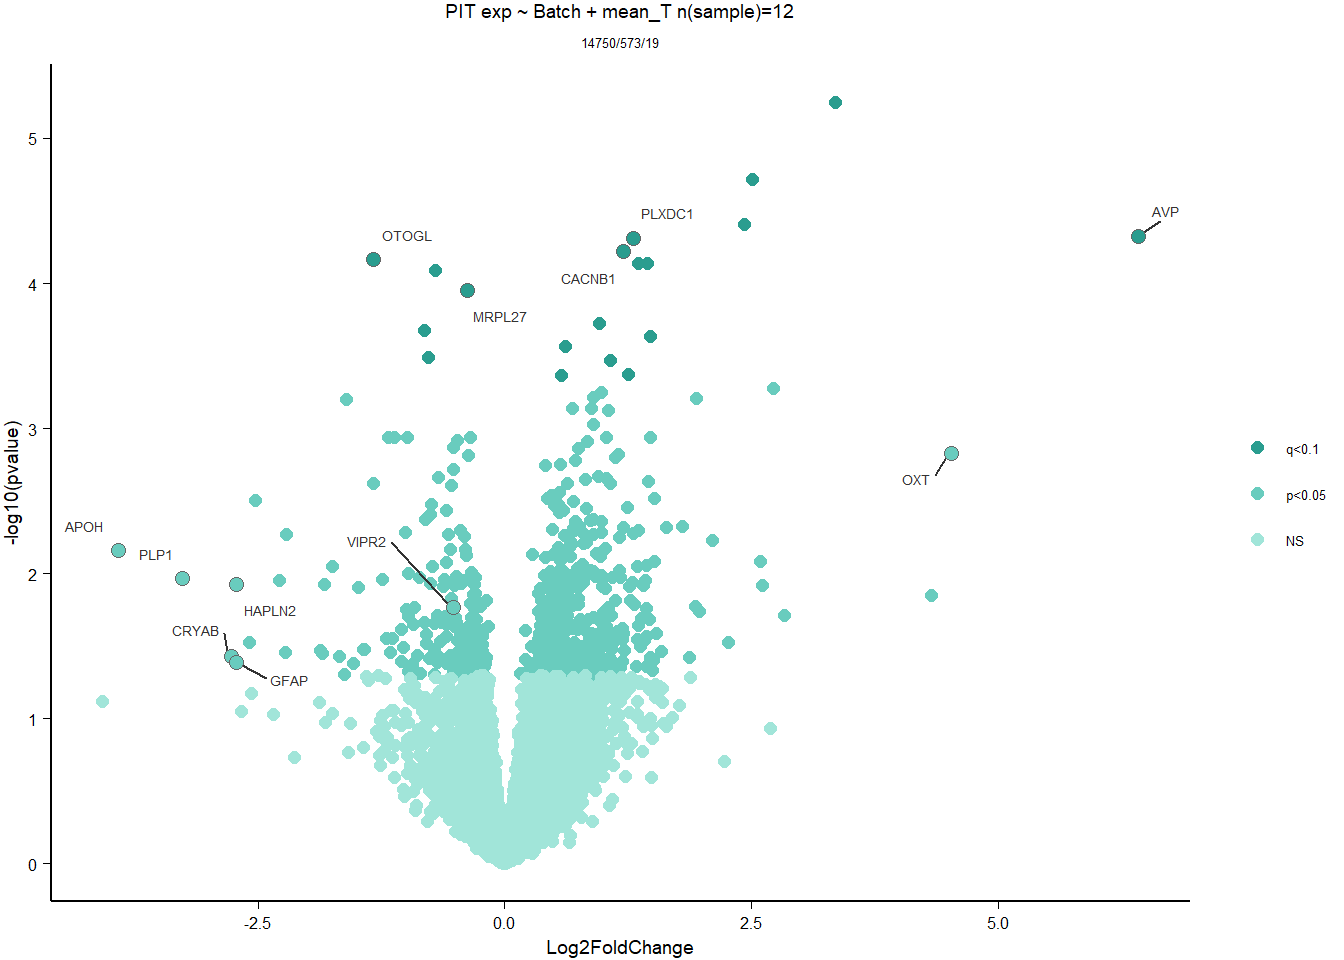 PIT exp ~ Batch + mean_T n(sample)=12
14750/573/19
5
4
3
2
1
0
-log10(pvalue)
-2.5
0.0
2.5
5.0
Log2FoldChange
AVP
PLXDC1
OTOGL
CACNB1
MRPL27
OXT
APOH
PLP1
VIPR2
HAPLN2
CRYAB
GFAP
q<0.1
p<0.05
NS